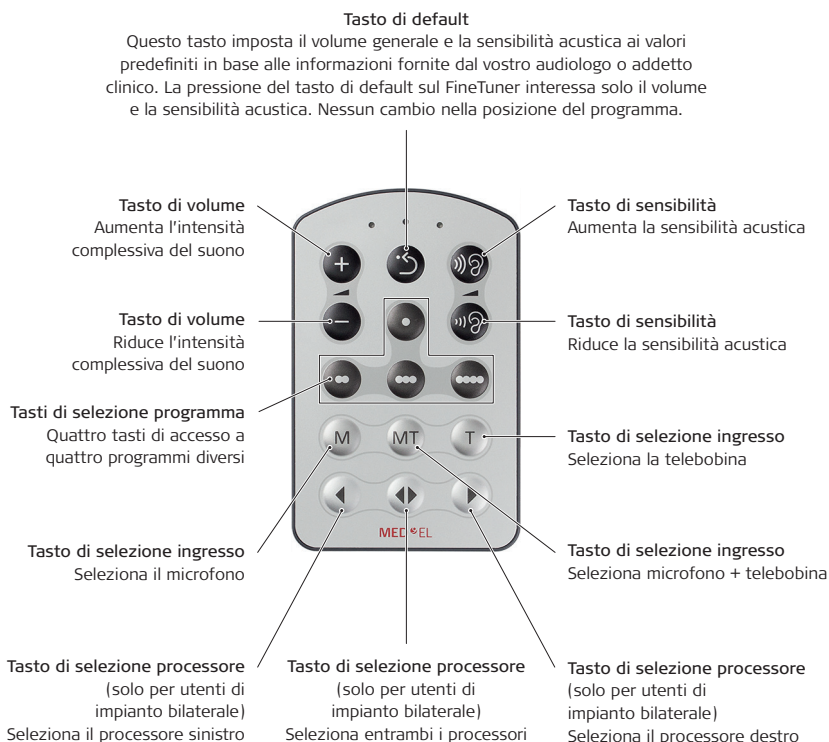 Tasto di default
Questo tasto imposta il volume generale e la sensibilità acustica ai valori
predefiniti in base alle informazioni fornite dal vostro audiologo o addetto
clinico. La pressione del tasto di default sul FineTuner interessa solo il volume
e la sensibilità acustica. Nessun cambio nella posizione del programma.
Tasto di volume
Aumenta l'intensità
complessiva del suono
Tasto di sensibilità
Aumenta la sensibilità acustica
Tasto di volume
Riduce l'intensità
complessiva del suono
Tasto di sensibilità
Riduce la sensibilità acustica
Tasti di selezione programma
Quattro tasti di accesso a
quattro programmi diversi
M MT T
Tasto di selezione ingresso
Seleziona la telebobina
MED EL
Tasto di selezione ingresso
Seleziona il microfono
Tasto di selezione ingresso
Seleziona microfono + telebobina
Tasto di selezione processore
(solo per utenti di
impianto bilaterale)
Seleziona il processore sinistro
Tasto di selezione processore
(solo per utenti di
impianto bilaterale)
Seleziona entrambi i processori
Tasto di selezione processore
(solo per utenti di
impianto bilaterale)
Seleziona il processore destro